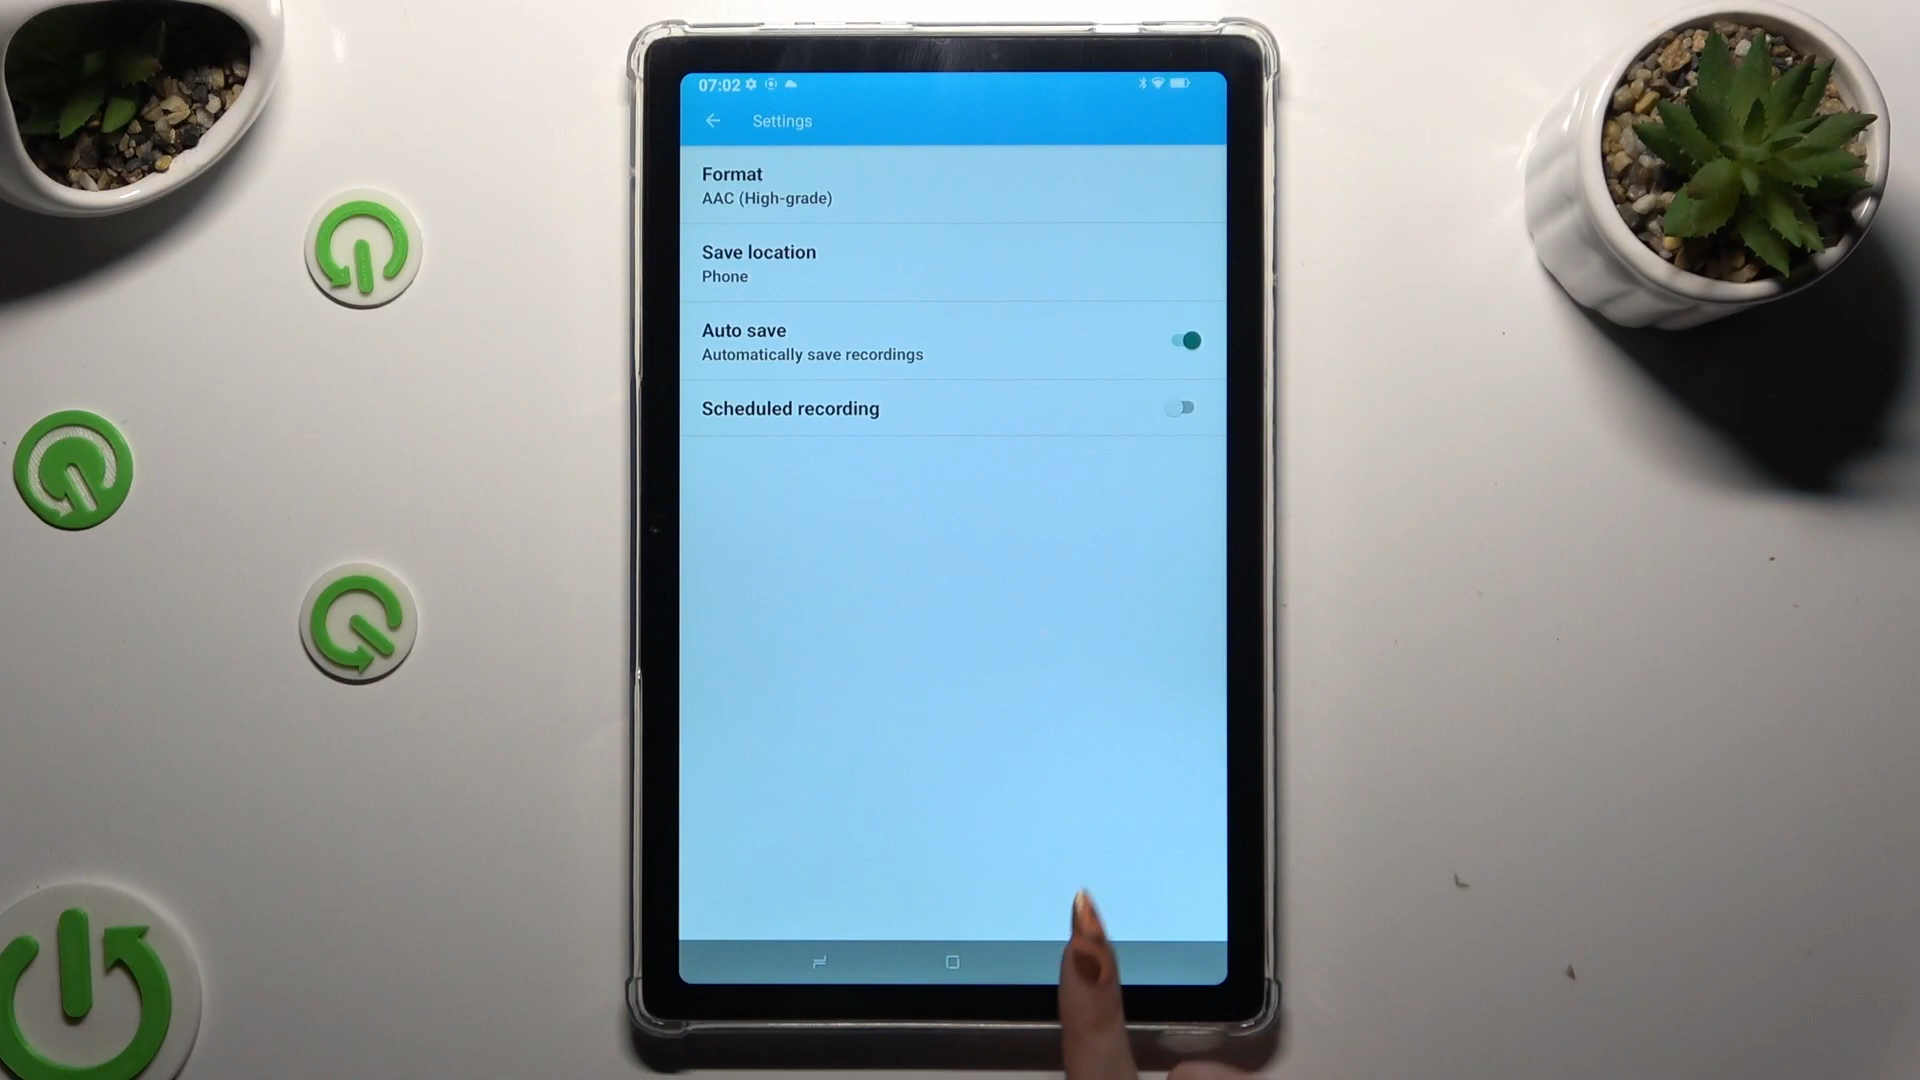 07:02
Settings
Format
AAC (High-grade)
Save location
Phone
Auto save
Automatically save recordings
Scheduled recording